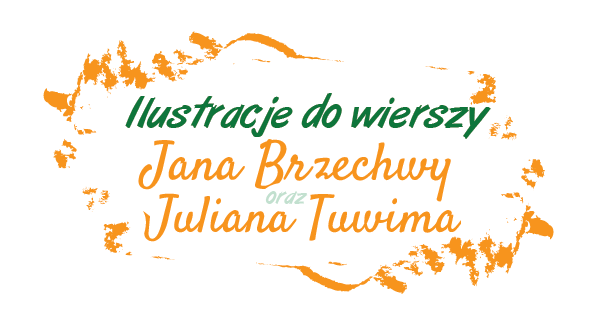 Ilustracje do wierszy
Jana Brzechwy
oraz
Juliana Tuwima